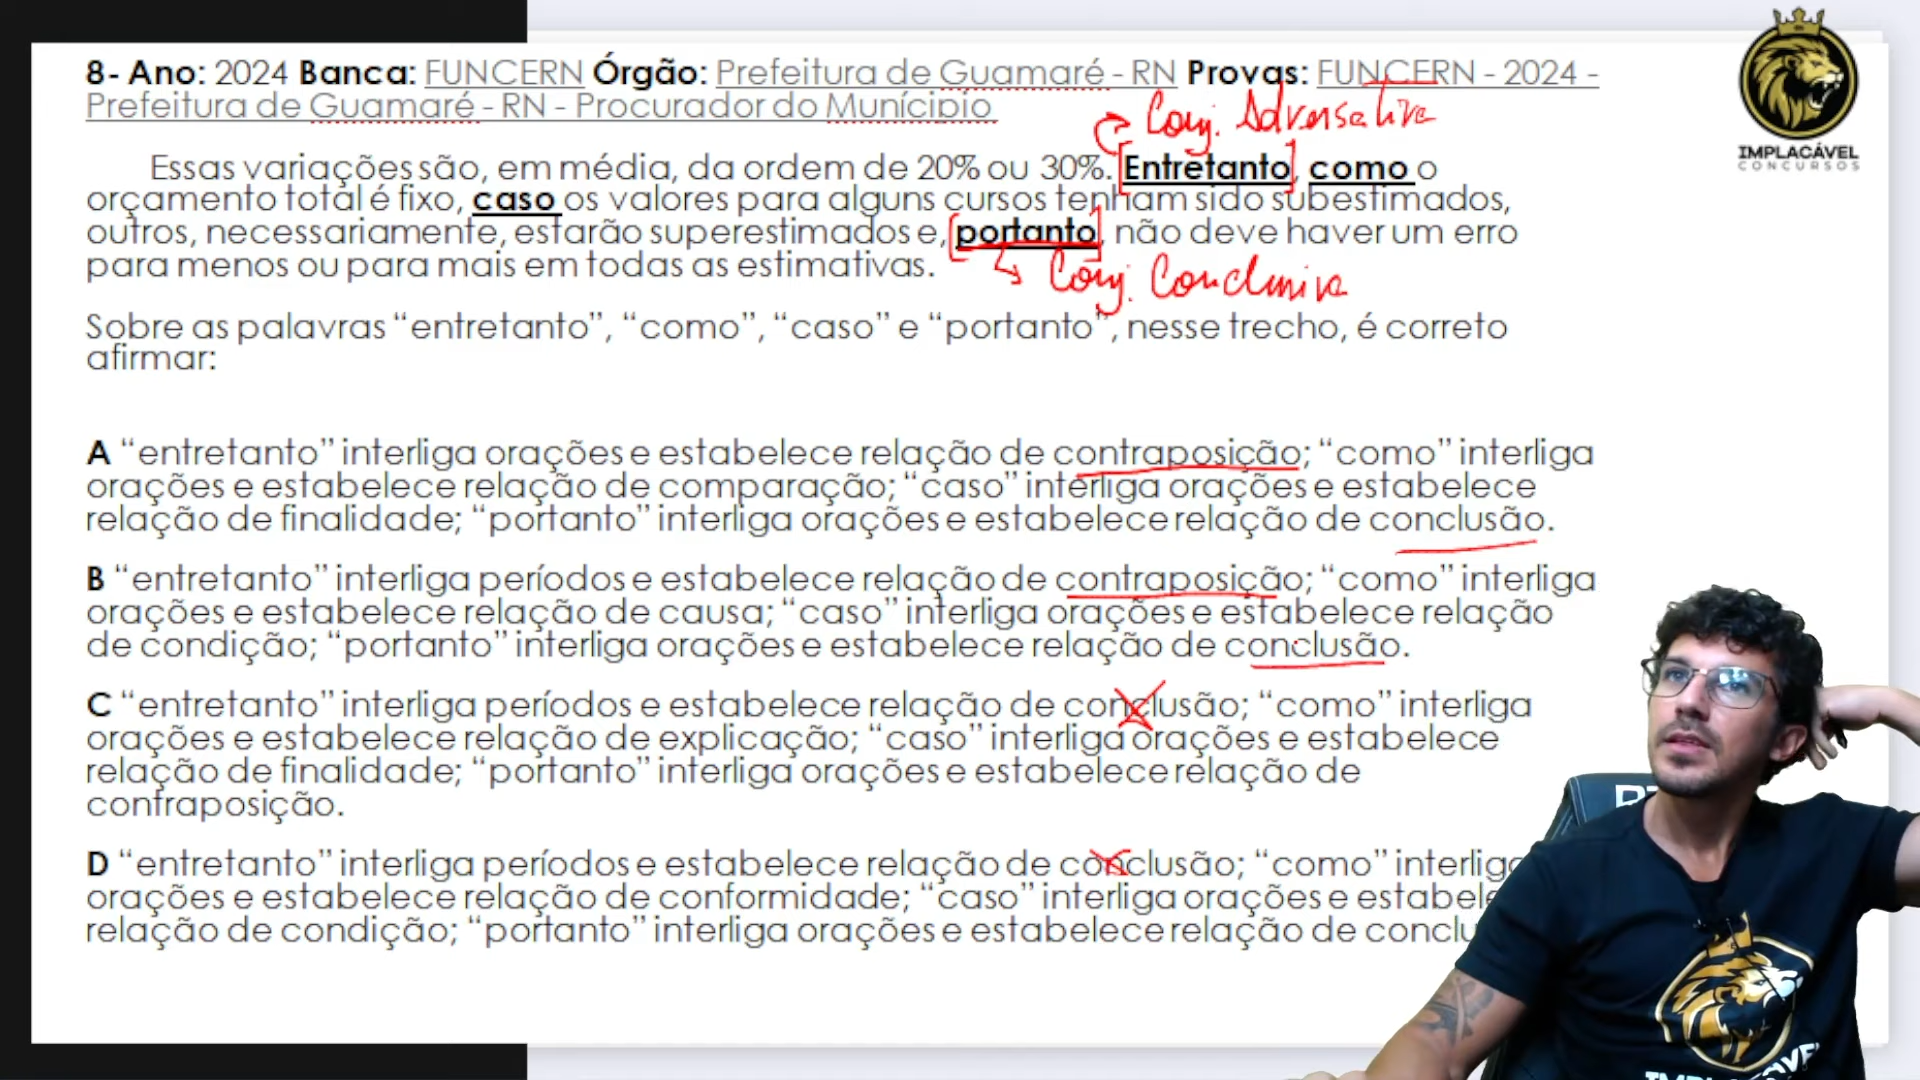 8- Ano: 2024 Banca: FUNCERN Órgão: Prefeitura de Guamaré - RN Provas: FUNCERN - 2024 -
Prefeitura de Guamaré - RN - Procurador do Munícipio
Conj. Adversativa
Essas variações são, em média, da ordem de 20% ou 30%. Entretanto, como o
orçamento total é fixo, caso os valores para alguns cursos tenham sido subestimados,
outros, necessariamente, estarão superestimados e, portanto, não deve haver um erro
para menos ou para mais em todas as estimativas.
Conj. Conclusiva
Sobre as palavras “entretanto”, “como”, “caso” e “portanto”, nesse trecho, é correto
afirmar:
A “entretanto” interliga orações e estabelece relação de contraposição; “como” interliga
orações e estabelece relação de comparação; “caso” interliga orações e estabelece
relação de finalidade; “portanto” interliga orações e estabelece relação de conclusão.
B “entretanto” interliga períodos e estabelece relação de contraposição; “como” interliga
orações e estabelece relação de causa; “caso” interliga orações e estabelece relação
de condição; “portanto” interliga orações e estabelece relação de conclusão.
C “entretanto” interliga períodos e estabelece relação de conclusão; “como” interliga
orações e estabelece relação de explicação; “caso” interliga orações e estabelece
relação de finalidade; “portanto” interliga orações e estabelece relação de
contraposição.
D “entretanto” interliga períodos e estabelece relação de conclusão; “como” interliga
orações e estabelece relação de conformidade; “caso” interliga orações e estabele
relação de condição; “portanto” interliga orações e estabelece relação de conclu
IMPLACÁVEL
CONCURSOS